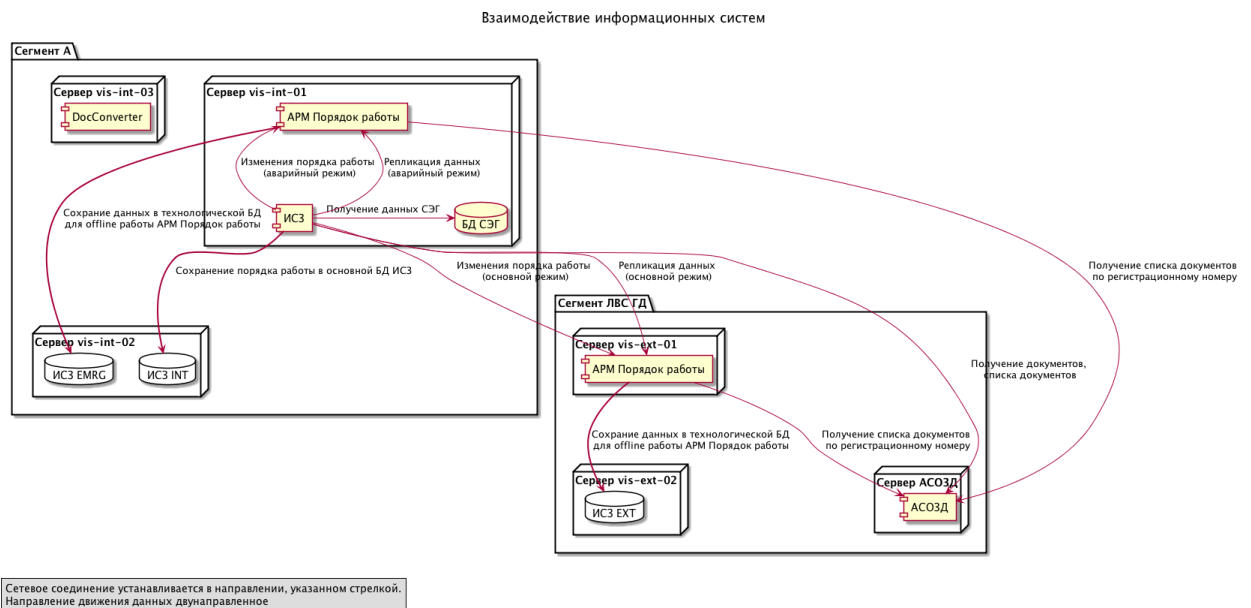 Взаимодействие информационных систем
Сегмент А
Сервер vis-int-03
DocConverter
Сервер vis-int-01
АРМ Порядок работы
Изменения порядка работы
(аварийный режим)
Репликация данных
(аварийный режим)
ИСЗ
Получение данных СЭГ
БД СЭГ
Сохрание данных в технологической БД
для offline работы АРМ Порядок работы
Сохранение порядка работы в основной БД ИСЗ
Сервер vis-int-02
ИСЗ EMRG
ИСЗ INT
Изменения порядка работы
(основной режим)
Репликация данных
(основной режим)
Получение списка документов
по регистрационному номеру
Сегмент ЛВС ГД
Сервер vis-ext-01
АРМ Порядок работы
Получение документов,
списка документов
Сохрание данных в технологической БД
для offline работы АРМ Порядок работы
Получение списка документов
по регистрационному номеру
Сервер vis-ext-02
ИСЗ EXT
Сервер АСОЗД
АСОЗД
Сетевое соединение устанавливается в направлении, указанном стрелкой.
Направление движения данных двунаправленное